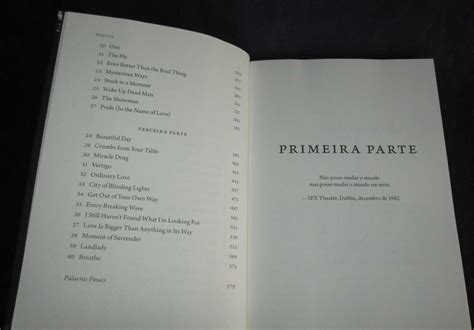 ÍNDICE
20 One
21 The Fly
22 Even Better Than the Real Thing
23 Mysterious Ways
24 Stuck in a Moment
25 Wake Up Dead Man
26 The Showman
27 Pride (In the Name of Love)
TERCEIRA PARTE
28 Beautiful Day
29 Crumbs from Your Table
30 Miracle Drug
31 Vertigo
32 Ordinary Love
33 City of Blinding Lights
34 Get Out of Your Own Way
35 Every Breaking Wave
36 I Still Haven't Found What I'm Looking For
37 Love Is Bigger Than Anything in Its Way
38 Moment of Surrender
39 Landlady
40 Breathe 573
Palavras Finais 579
PRIMEIRA PARTE
Não posso mudar o mundo
mas posso mudar o mundo em mim.
– SFX Theatre, Dublin, dezembro de 1982